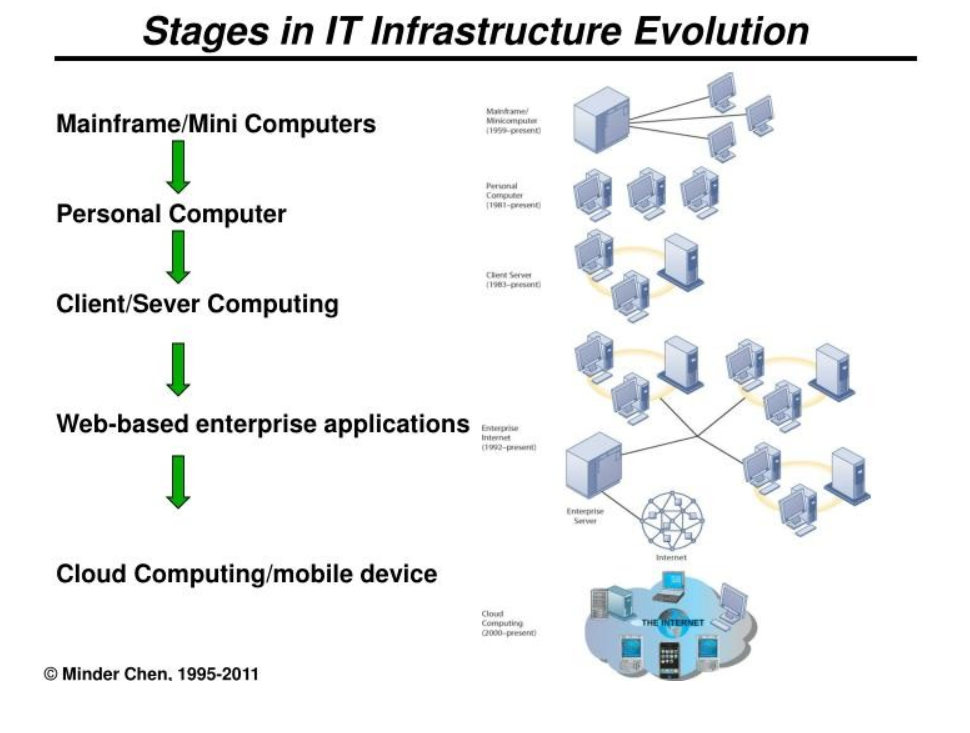 Stages in IT Infrastructure Evolution
Mainframe/Mini Computers
Mainframe/
Minicomputer
(1959–present)
Personal Computer
Personal
Computer
(1981–present)
Client/Sever Computing
Client Server
(1983–present)
Web-based enterprise applications
Enterprise
Internet
(1992–present)
Enterprise
Server
Internet
Cloud Computing/mobile device
Cloud
Computing
(2000–present)
THE INTERNET
© Minder Chen, 1995-2011